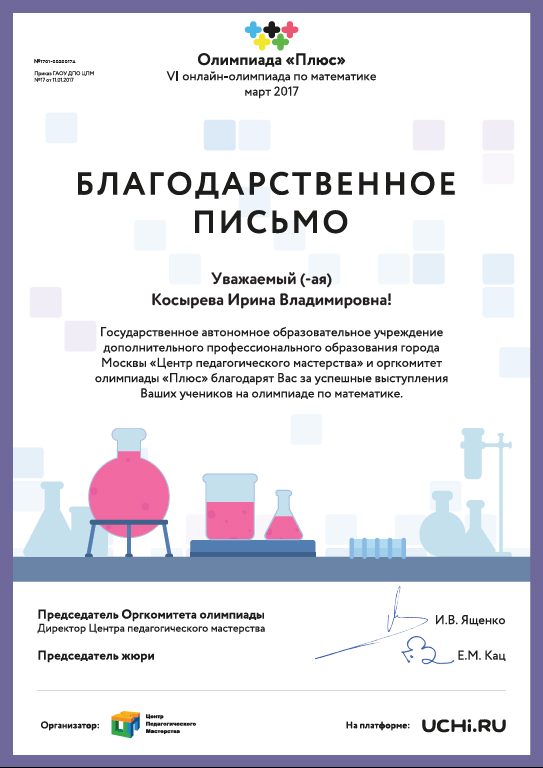 №1701-0020017A
Приказ ГАОУ ДПО ЦПМ
№17 от 11.01.2017
Олимпиада «Плюс»
VI онлайн-олимпиада по математике
март 2017
БЛАГОДАРСТВЕННОЕ
ПИСЬМО
Уважаемый (-ая)
Косырева Ирина Владимировна!
Государственное автономное образовательное учреждение
дополнительного профессионального образования города
Москвы «Центр педагогического мастерства» и оргкомитет
олимпиады «Плюс» благодарят Вас за успешные выступления
Ваших учеников на олимпиаде по математике.
Председатель Оргкомитета олимпиады
Директор Центра педагогического мастерства
И.В. Ященко
Председатель жюри
Е.М. Кац
Организатор:
Центр
Педагогического
Мастерства
На платформе:
UCHi.RU